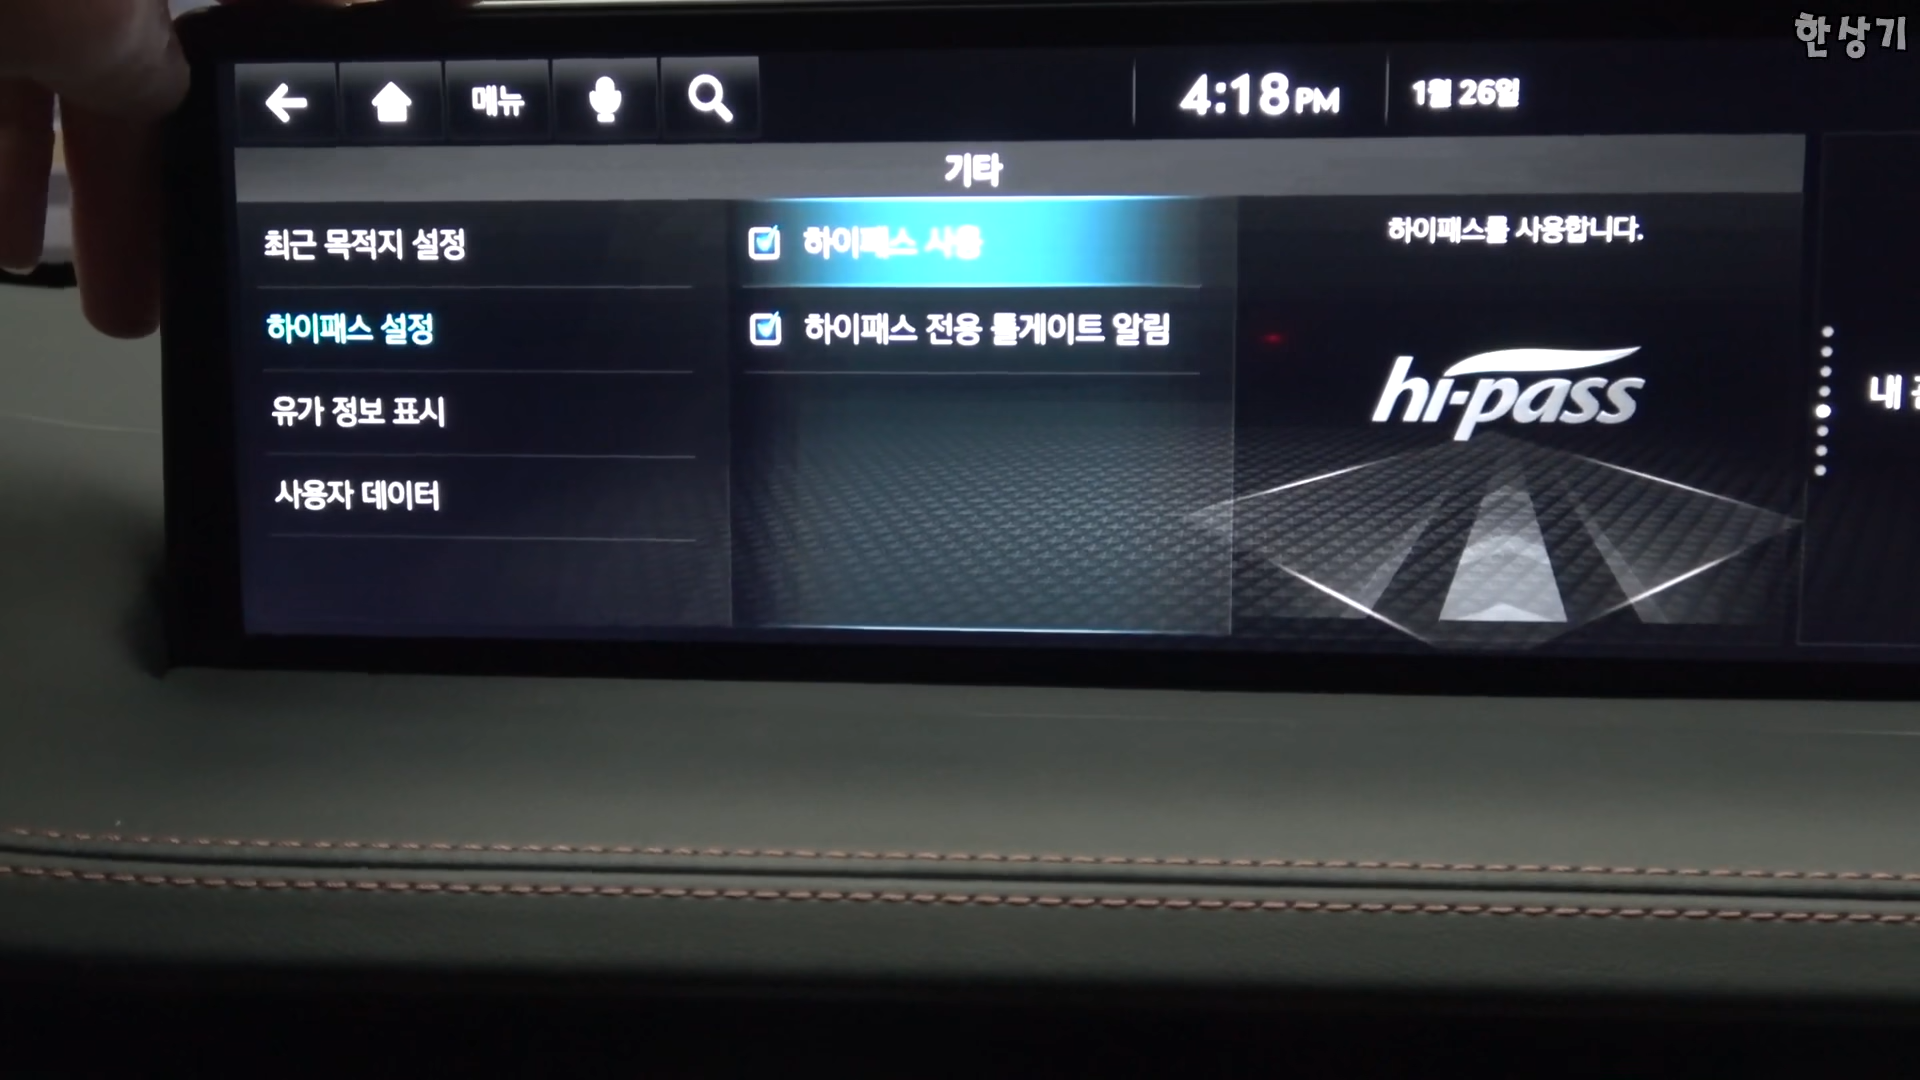 한상기
메뉴
4:18PM
1월 26일
기타
최근 목적지 설정
하이패스 설정
유가 정보 표시
사용자 데이터
하이패스 사용
하이패스 전용 톨게이트 알림
하이패스를 사용합니다.
hi-pass
내